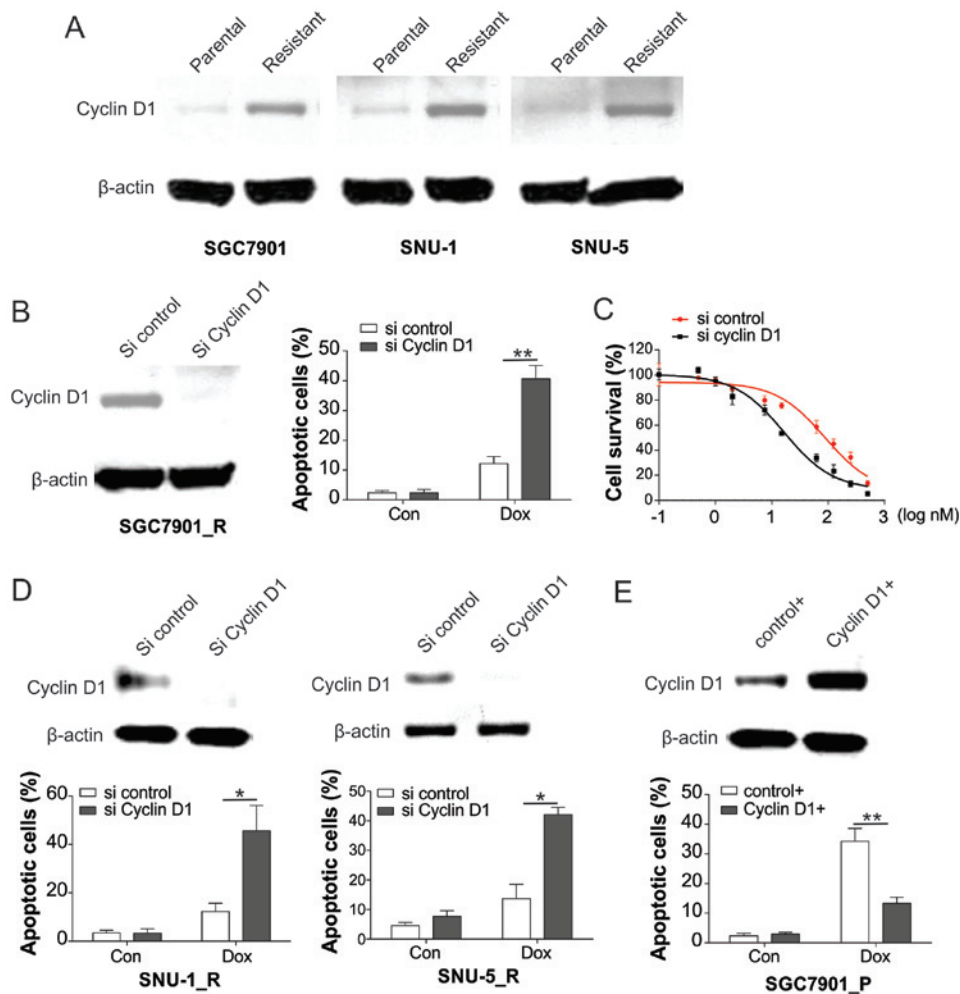 A
Parental
Resistant
Parental
Resistant
Parental
Resistant
Cyclin D1
β-actin
SGC7901
SNU-1
SNU-5
B
Si control
Si Cyclin D1
Cyclin D1
β-actin
SGC7901_R
si control
si Cyclin D1
Apoptotic cells (%)
50
40
30
20
10
0
**
Con
Dox
C
si control
si cyclin D1
Cell survival (%)
120
100
80
60
40
20
0
-1
0
1
2
3
(log nM)
D
Si control
Si Cyclin D1
Cyclin D1
β-actin
si control
si Cyclin D1
Apoptotic cells (%)
60
40
20
0
*
Con
Dox
SNU-1_R
Si control
Si Cyclin D1
Cyclin D1
β-actin
si control
si Cyclin D1
Apoptotic cells (%)
50
40
30
20
10
0
*
Con
Dox
SNU-5_R
E
control+
Cyclin D1+
Cyclin D1
β-actin
control+
Cyclin D1+
Apoptotic cells (%)
50
40
30
20
10
0
**
Con
Dox
SGC7901_P